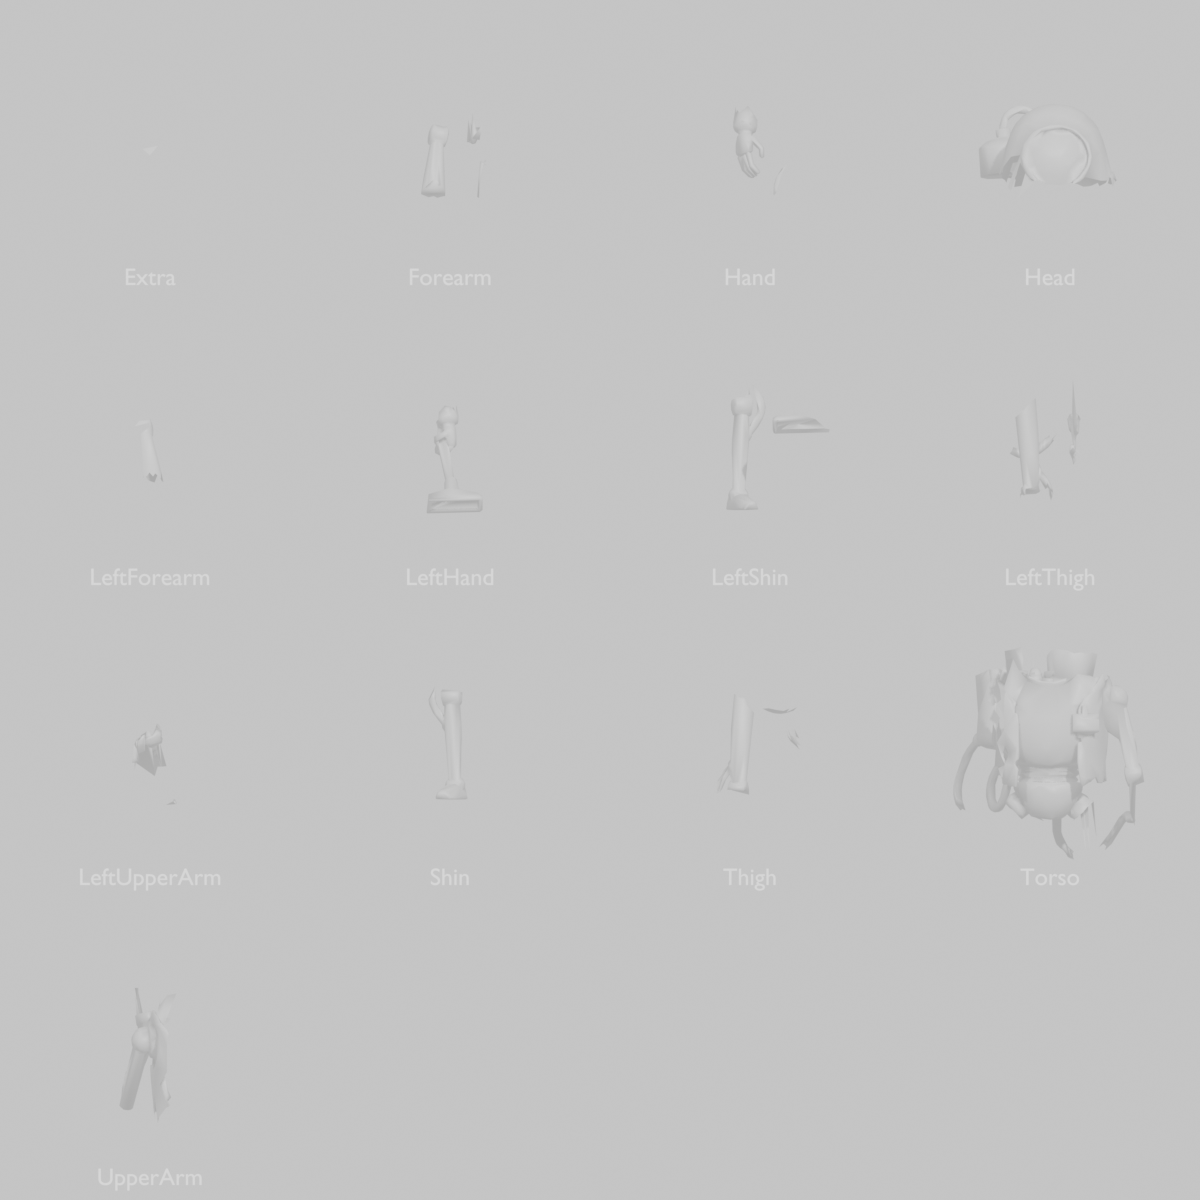 Extra
Forearm
Hand
Head
LeftForearm
LeftHand
LeftShin
LeftThigh
LeftUpperArm
Shin
Thigh
Torso
UpperArm